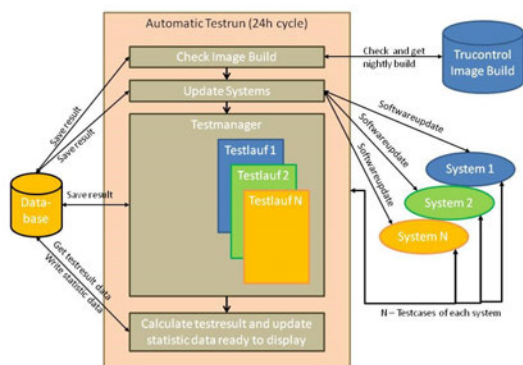 Automatic Testrun (24h cycle)
Check Image Build
Check and get
nightly build
Trucontrol
Image Build
Update Systems
Save result
Save result
Softwareupdate
Softwareupdate
Softwareupdate
Testmanager
Testlauf 1
Testlauf 2
Testlauf N
System 1
System 2
System N
Data-
base
Save result
Get testresult data
Write statistic data
N – Testcases of each system
Calculate testresult and update
statistic data ready to display